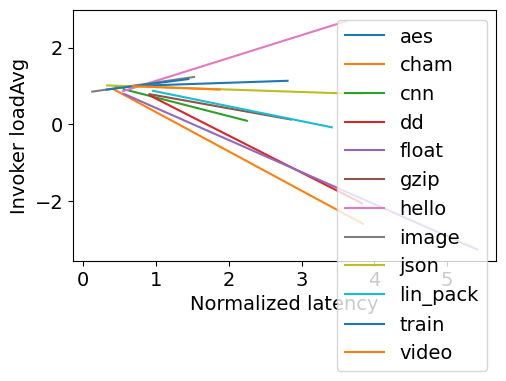 Invoker loadAvg
2
0
−2
0
1
2
3
4
5
Normalized latency
aes
cham
cnn
dd
float
gzip
hello
image
json
lin_pack
train
video